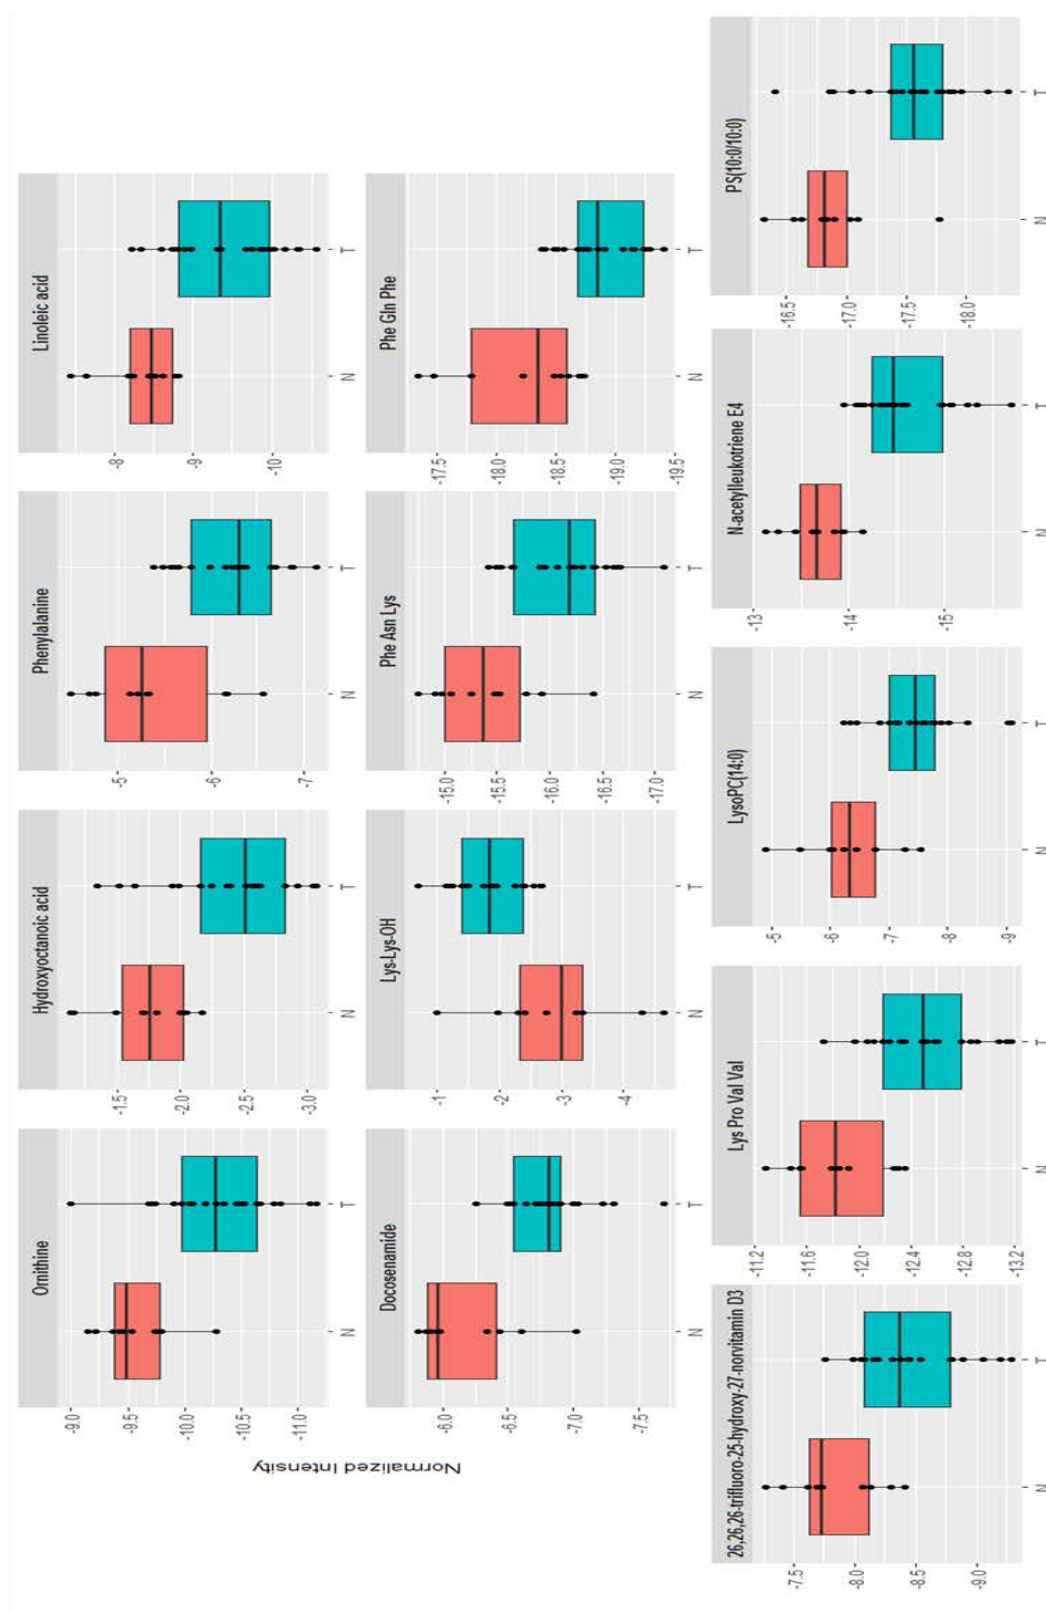 Normalized Intensity
Ornithine
-9.0
-9.5
-10.0
-10.5
-11.0
N
T
Hydroxyoctanoic acid
-1.5
-2.0
-2.5
-3.0
N
T
Phenylalanine
-5
-6
-7
N
T
Linoleic acid
-8
-9
-10
N
T
Docosenamide
-6.0
-6.5
-7.0
-7.5
N
T
Lys-Lys-OH
-1
-2
-3
-4
N
T
Phe Asn Lys
-15.0
-15.5
-16.0
-16.5
-17.0
N
T
Phe Gln Phe
-17.5
-18.0
-18.5
-19.0
-19.5
N
T
26,26,26-trifluoro-25-hydroxy-27-norvitamin D3
-7.5
-8.0
-8.5
-9.0
N
T
Lys Pro Val Val
-11.2
-11.6
-12.0
-12.4
-12.8
-13.2
N
T
LysoPC(14:0)
-5
-6
-7
-8
-9
N
T
N-acetylleukotriene E4
-13
-14
-15
N
T
PS(10:0/10:0)
-16.5
-17.0
-17.5
-18.0
N
T